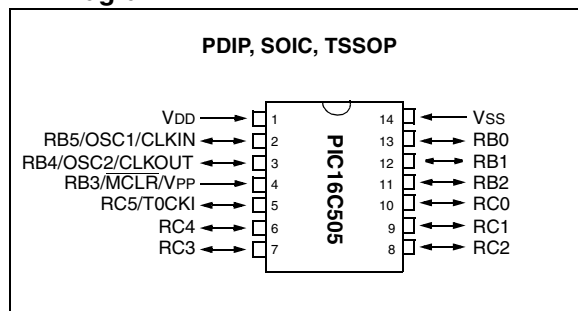 PDIP, SOIC, TSSOP
VDD 1 14 VSS
RB5/OSC1/CLKIN 2 13 RB0
RB4/OSC2/CLKOUT 3 12 RB1
RB3/MCLR/VPP 4 11 RB2
RC5/T0CKI 5 10 RC0
RC4 6 9 RC1
RC3 7 8 RC2
PIC16C505